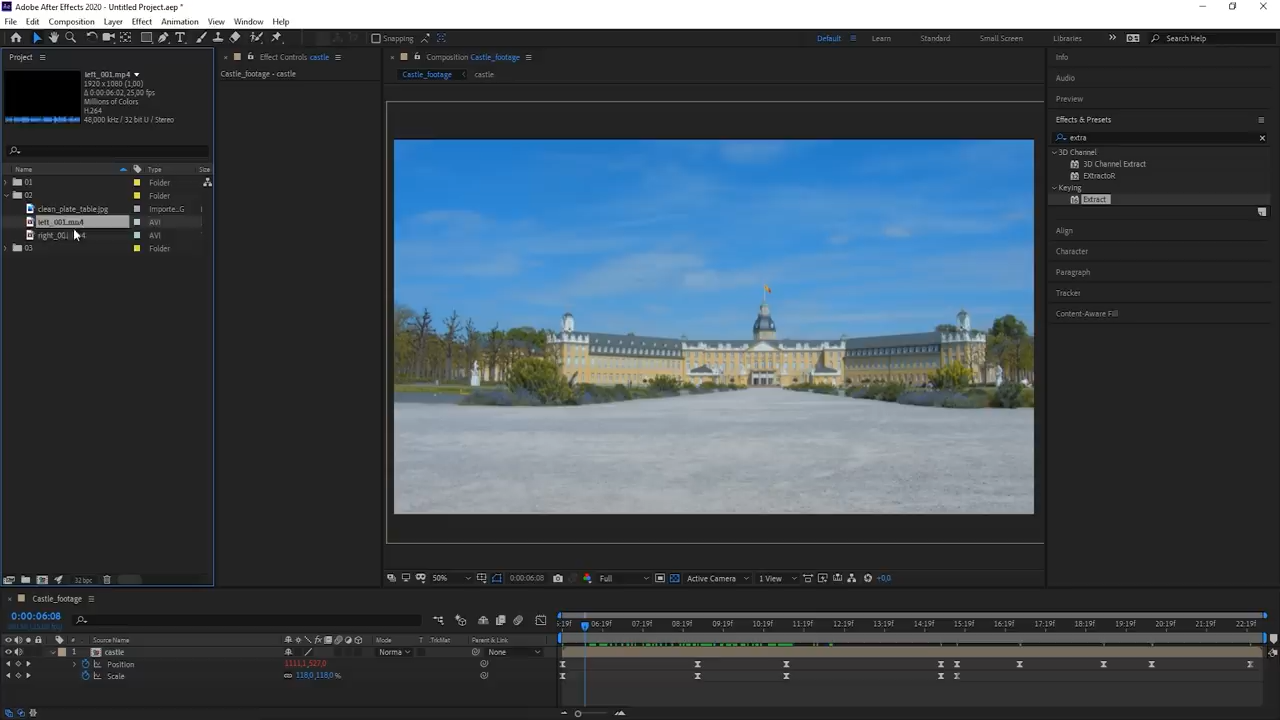 Adobe After Effects 2020 - Untitled Project.aep *
File Edit Composition Layer Effect Animation View Window Help
Snapping
Default Learn Standard Small Screen Libraries Search Help
Project
Effect Controls castle
Composition Castle_footage
Info
left_001.mp4
1920 x 1080 (1,00)
Δ 0:00:06:02, 25,00 fps
Millions of Colors
H.264
48,000 kHz / 32 bit U / Stereo
Castle_footage - castle
Castle_footage castle
Audio
Preview
Effects & Presets
extra
3D Channel
3D Channel Extract
EXtractoR
Keying
Extract
Align
Character
Paragraph
Tracker
Content-Aware Fill
Name Type Size
01 Folder
02 Folder
clean_plate_table.jpg Importe...G
left_001.mp4 AVI
AVI
03 Folder
32 bpc
50% 0:00:06:08 Full Active Camera 1 View +0,0
Castle_footage
0:00:06:08
06:19f 07:19f 08:19f 09:19f 10:19f 11:19f 12:19f 13:19f 14:19f 15:19f 16:19f 17:19f 18:19f 19:19f 20:19f 21:19f 22:19f
# Source Name Mode T .TrkMat Parent & Link
1 castle Norma None
Position 1111,1,527,0
Scale 118,0,118,0%